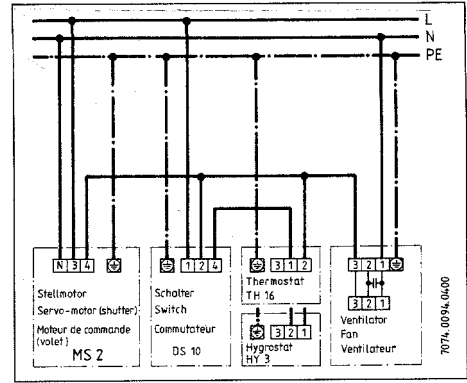 L
N
PE
N 3 4
Stellmotor
Servo-motor (shutter)
Moteur de commande
(volet)
MS 2
1 2 4
Schalter
Switch
Commutateur
DS 10
3 1 2
Thermostat
TH 16
3 2 1
Hygrostat
HY 3
3 2 1
3 2 1
Ventilator
Fan
Ventilateur
7074.0094.0400